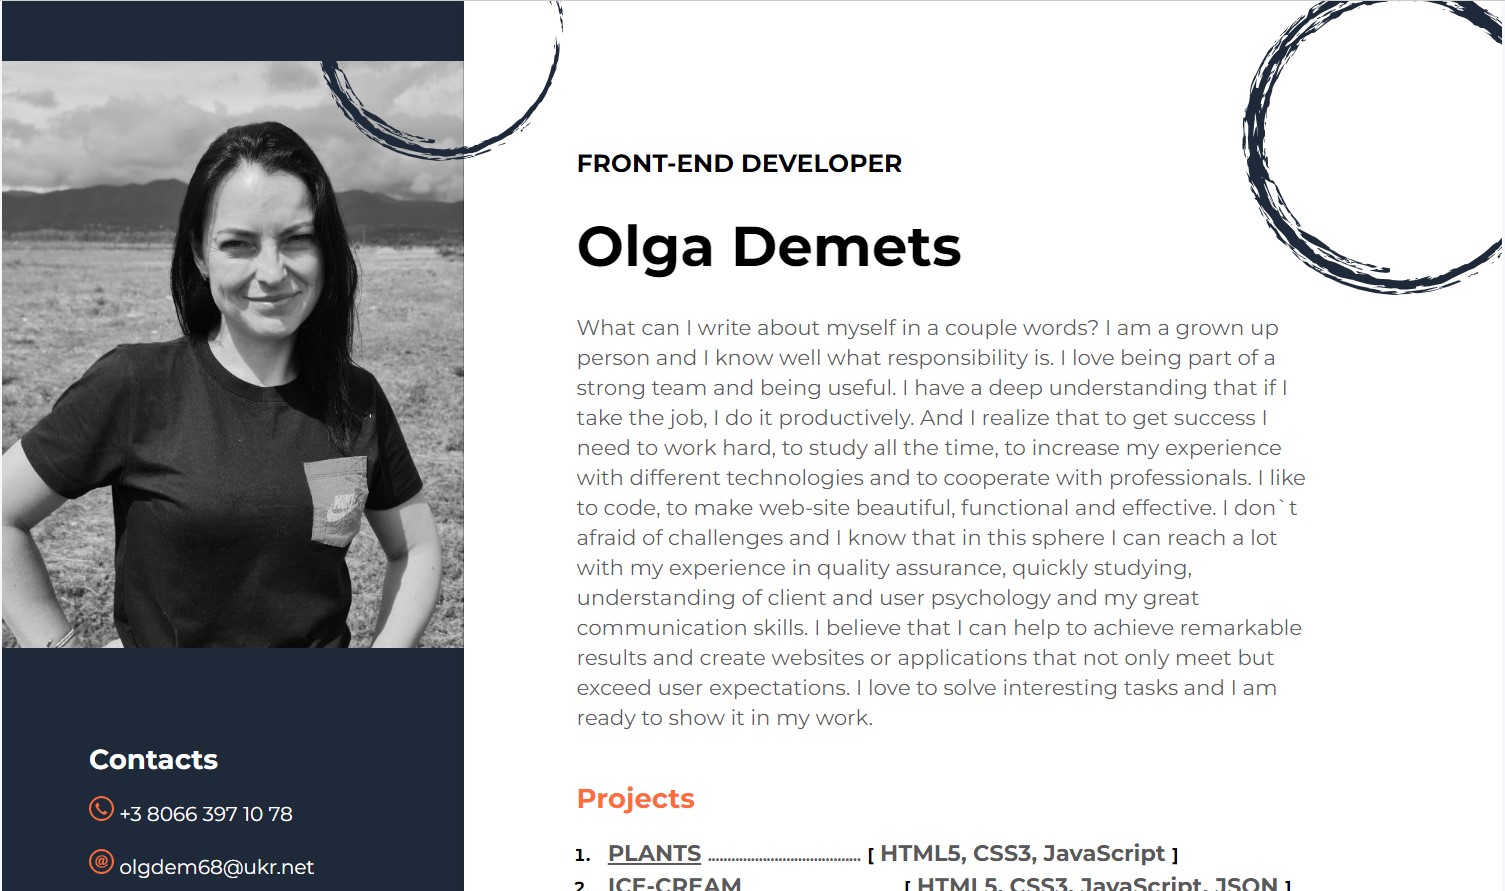 FRONT-END DEVELOPER
Olga Demets
What can I write about myself in a couple words? I am a grown up
person and I know well what responsibility is. I love being part of a
strong team and being useful. I have a deep understanding that if I
take the job, I do it productively. And I realize that to get success I
need to work hard, to study all the time, to increase my experience
with different technologies and to cooperate with professionals. I like
to code, to make web-site beautiful, functional and effective. I don`t
afraid of challenges and I know that in this sphere I can reach a lot
with my experience in quality assurance, quickly studying,
understanding of client and user psychology and my great
communication skills. I believe that I can help to achieve remarkable
results and create websites or applications that not only meet but
exceed user expectations. I love to solve interesting tasks and I am
ready to show it in my work.
Contacts
+3 8066 397 10 78
@ olgdem68@ukr.net
Projects
1. PLANTS ....................................... [ HTML5, CSS3, JavaScript ]
2. ICE-CREAM [ HTML5, CSS3, JavaScript, JSON ]